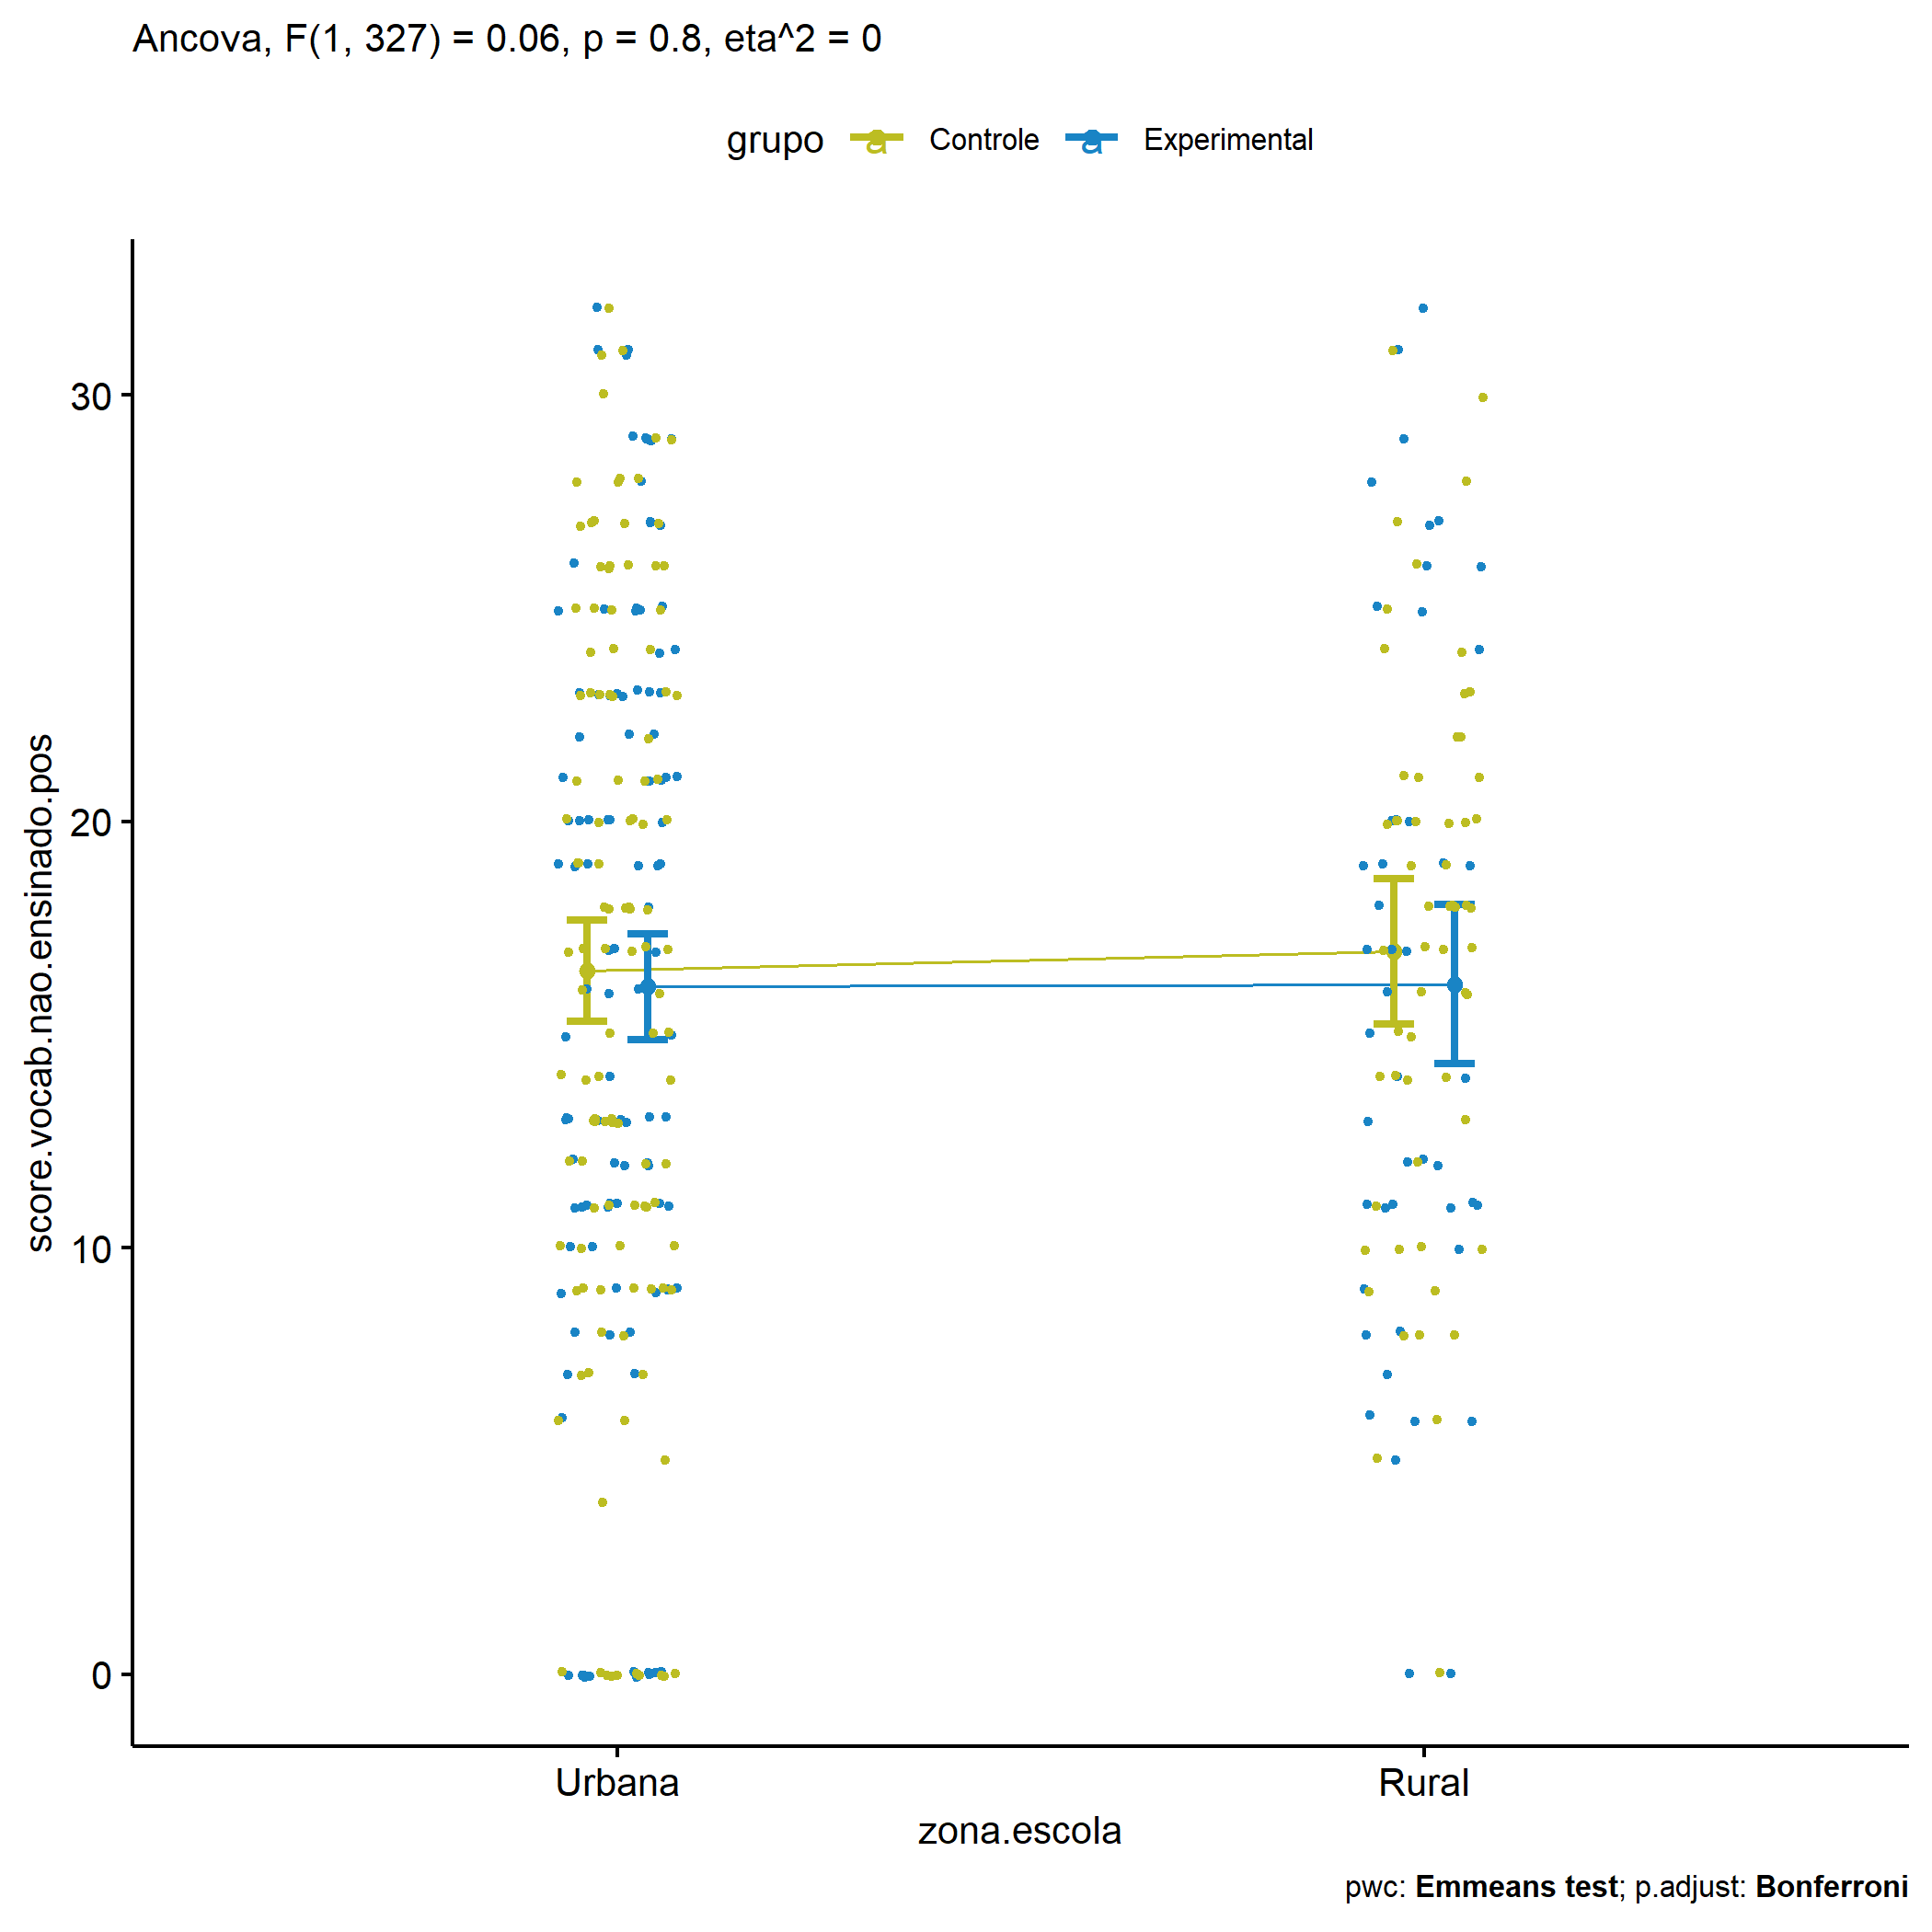 Ancova, F(1, 327) = 0.06, p = 0.8, eta^2 = 0
grupo a Controle a Experimental
score.vocab.nao.ensinado.pos
30
20
10
0
Urbana Rural
zona.escola
pwc: Emmeans test; p.adjust: Bonferroni